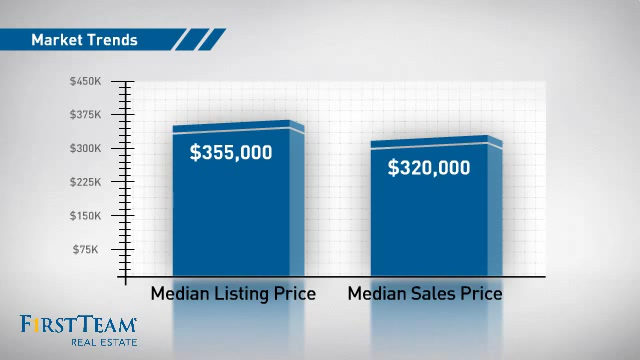 Market Trends
$450K
$375K
$300K
$225K
$150K
$75K
$355,000
$320,000
Median Listing Price
Median Sales Price
FIRSTTEAM®
REAL ESTATE